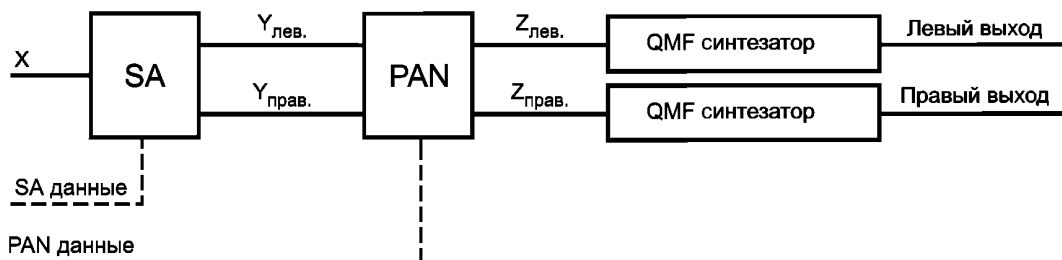 X
SA
Yлев.
Yправ.
PAN
Zлев.
Zправ.
QMF синтезатор
Левый выход
QMF синтезатор
Правый выход
SA данные
PAN данные